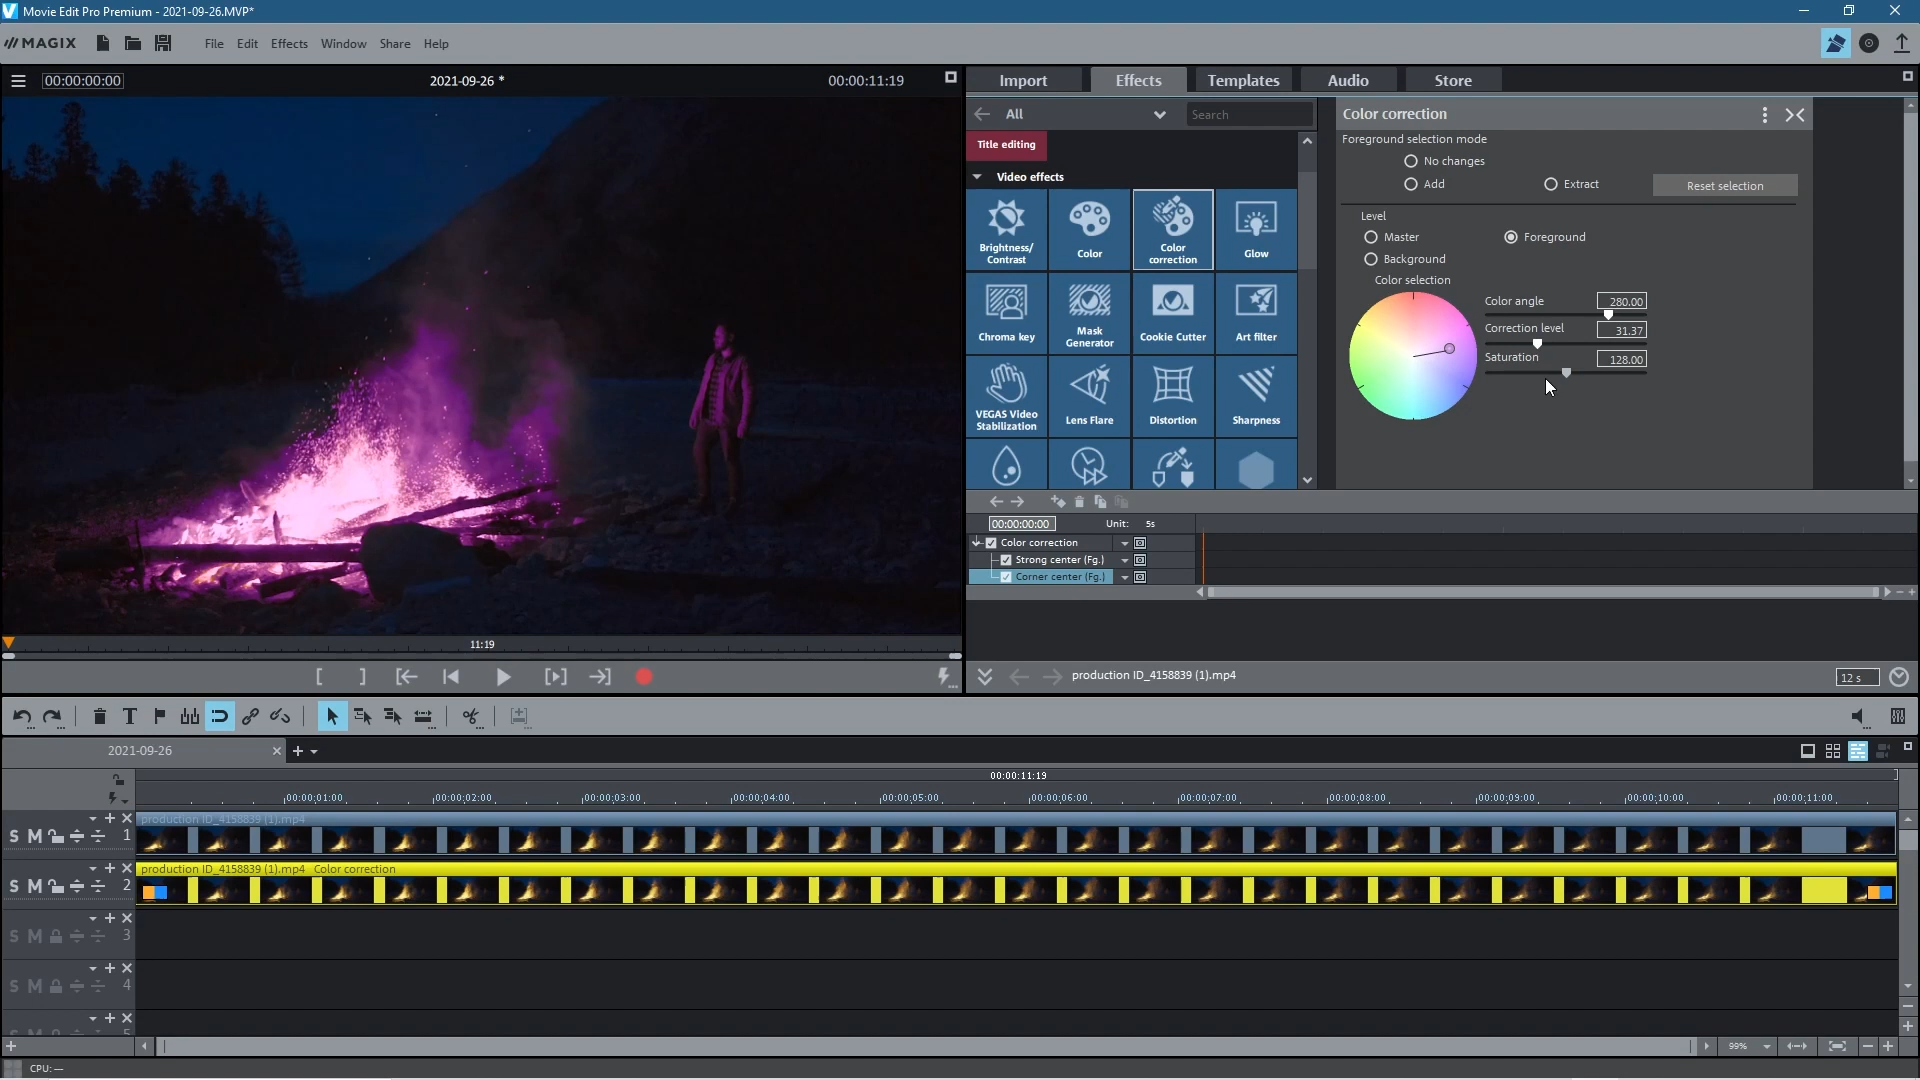 Movie Edit Pro Premium - 2021-09-26.MVP*
MAGIX File Edit Effects Window Share Help
00:00:00:00 2021-09-26 * 00:00:11:19
Import Effects Templates Audio Store
All Search
Title editing
Video effects
Brightness/ Contrast Color Color correction Glow
Chroma key Mask Generator Cookie Cutter Art filter
VEGAS Video Stabilization Lens Flare Distortion Sharpness
Color correction
Foreground selection mode
No changes
Add Extract Reset selection
Level
Master Foreground
Background
Color selection
Color angle 280.00
Correction level 31.37
Saturation 128.00
00:00:00:00 Unit: 5s
Color correction
Strong center (Fg.)
Corner center (Fg.)
11:19
production ID_4158839 (1).mp4 12 s
2021-09-26
00:00:11:19
00:00:01:00 00:00:02:00 00:00:03:00 00:00:04:00 00:00:05:00 00:00:06:00 00:00:07:00 00:00:08:00 00:00:09:00 00:00:10:00 00:00:11:00
production ID_4158839 (1).mp4
S M 1
production ID_4158839 (1).mp4 Color correction
S M 2
S M 3
S M 4
S M 5
99%
CPU: —